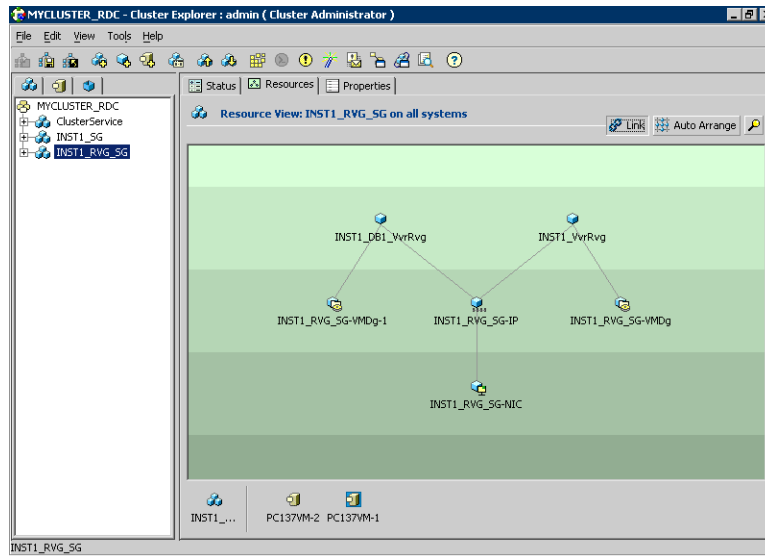 MYCLUSTER_RDC - Cluster Explorer : admin ( Cluster Administrator )
File Edit View Tools Help
Status Resources Properties
MYCLUSTER_RDC
ClusterService
INST1_SG
INST1_RVG_SG
Resource View: INST1_RVG_SG on all systems
Link Auto Arrange
INST1_DB1_VvrRvg INST1_VvrRvg
INST1_RVG_SG-VMDg-1 INST1_RVG_SG-IP INST1_RVG_SG-VMDg
INST1_RVG_SG-NIC
INST1_... PC137VM-2 PC137VM-1
INST1_RVG_SG